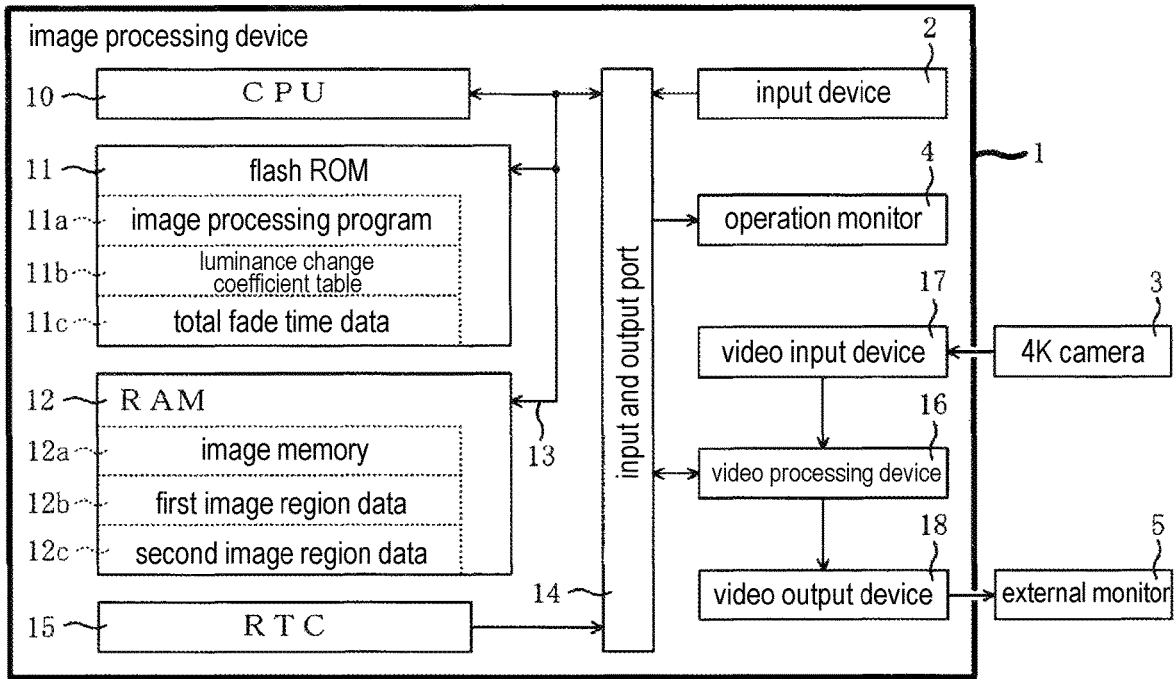 image processing device
10
CPU
11
flash ROM
11a
image processing program
11b
luminance change
coefficient table
11c
total fade time data
12
RAM
12a
image memory
12b
first image region data
12c
second image region data
13
15
RTC
14
input and output port
2
input device
4
operation monitor
17
video input device
16
video processing device
18
video output device
1
3
4K camera
5
external monitor